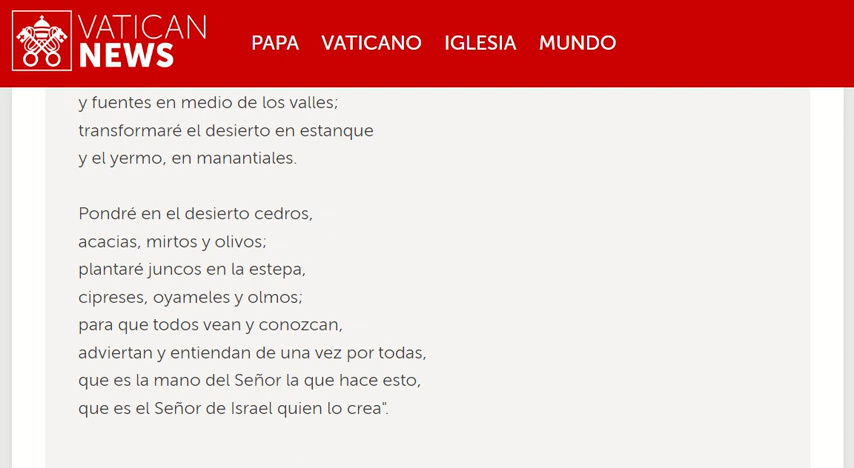 VATICAN
NEWS
PAPA VATICANO IGLESIA MUNDO
y fuentes en medio de los valles;
transformaré el desierto en estanque
y el yermo, en manantiales.
Pondré en el desierto cedros,
acacias, mirtos y olivos;
plantaré juncos en la estepa,
cipreses, oyameles y olmos;
para que todos vean y conozcan,
adviertan y entiendan de una vez por todas,
que es la mano del Señor la que hace esto,
que es el Señor de Israel quien lo crea".